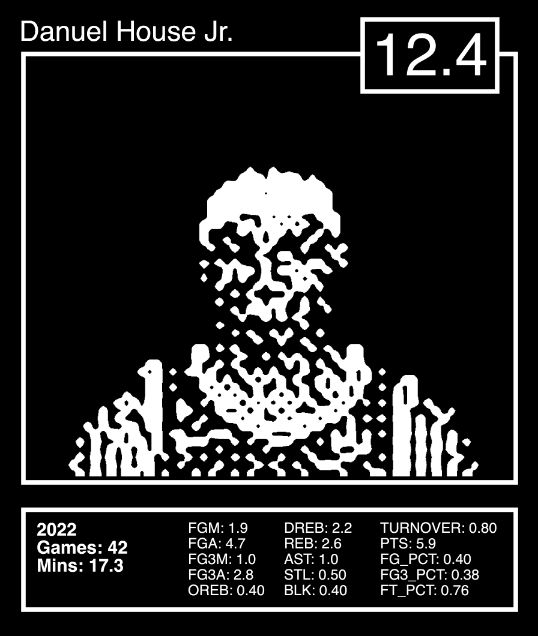 Danuel House Jr.
12.4
2022
Games: 42
Mins: 17.3
FGM: 1.9
FGA: 4.7
FG3M: 1.0
FG3A: 2.8
OREB: 0.40
DREB: 2.2
REB: 2.6
AST: 1.0
STL: 0.50
BLK: 0.40
TURNOVER: 0.80
PTS: 5.9
FG_PCT: 0.40
FG3_PCT: 0.38
FT_PCT: 0.76